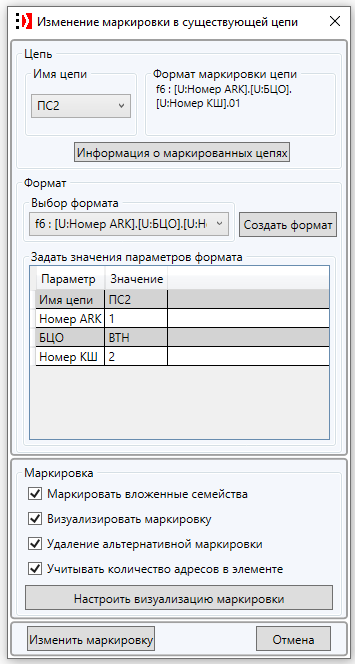 Изменение маркировки в существующей цепи
Цепь
Имя цепи
ПС2
Формат маркировки цепи
f6 : [U:Номер ARK].[U:БЦО].
[U:Номер КШ].01
Информация о маркированных цепях
Формат
Выбор формата
f6 : [U:Номер ARK].[U:БЦО].[U:Н
Создать формат
Задать значения параметров формата
Параметр Значение
Имя цепи ПС2
Номер ARK 1
БЦО ВТН
Номер КШ 2
Маркировка
Маркировать вложенные семейства
Визуализировать маркировку
Удаление альтернативной маркировки
Учитывать количество адресов в элементе
Настроить визуализацию маркировки
Изменить маркировку
Отмена